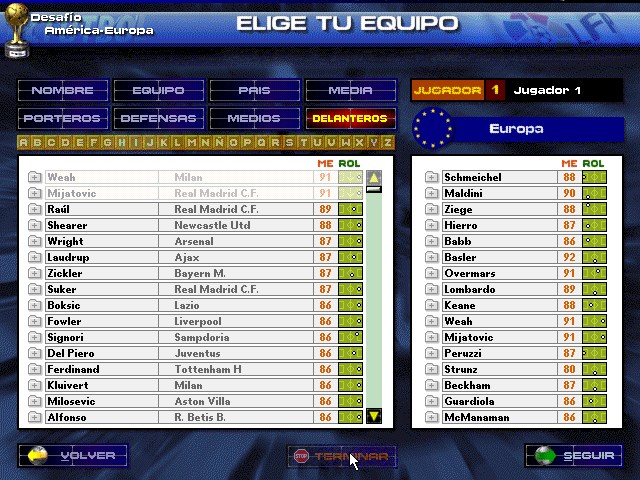 Desafío
América-Europa
ELIGE TU EQUIPO
NOMBRE EQUIPO PAIS MEDIA
JUGADOR 1 Jugador 1
PORTEROS DEFENSAS MEDIOS DELANTEROS
Europa
A B C D E F G H I J K L M N Ñ O P Q R S T U V W X Y Z
ME ROL
Weah Milan 91
Mijatovic Real Madrid C.F. 91
Raúl Real Madrid C.F. 89
Shearer Newcastle Utd 88
Wright Arsenal 87
Laudrup Ajax 87
Zickler Bayern M. 87
Suker Real Madrid C.F. 87
Boksic Lazio 86
Fowler Liverpool 86
Signori Sampdoria 86
Del Piero Juventus 86
Ferdinand Tottenham H 86
Kluivert Milan 86
Milosevic Aston Villa 86
Alfonso R. Betis B. 86
ME ROL
Schmeichel 88
Maldini 90
Ziege 88
Hierro 87
Babb 86
Basler 92
Overmars 91
Lombardo 89
Keane 88
Weah 91
Mijatovic 91
Peruzzi 87
Strunz 80
Beckham 87
Guardiola 86
McManaman 86
VOLVER
STOP TERMINAR
SEGUIR